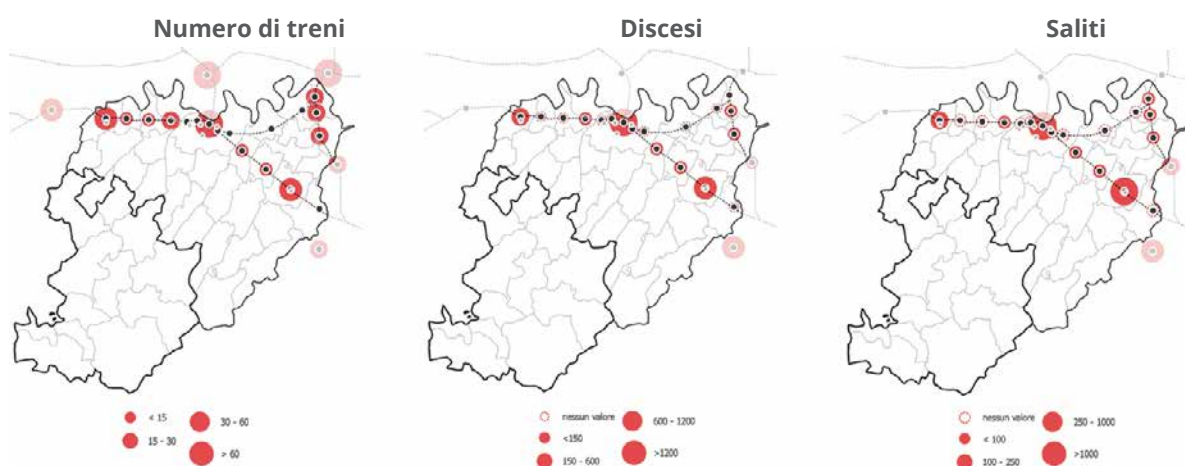 Numero di treni
Discesi
Saliti
< 15
15 - 30
30 - 60
> 60
nessun valore
<150
150 - 600
600 - 1200
>1200
nessun valore
< 100
100 - 250
250 - 1000
>1000